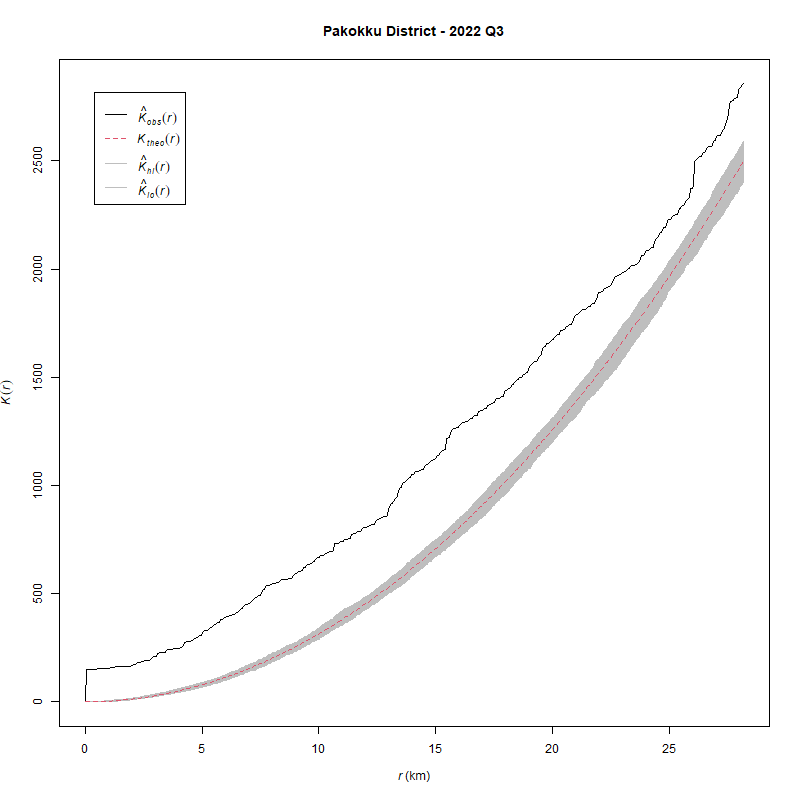 Pakokku District - 2022 Q3
K̂obs(r)
Ktheo(r)
K̂hi(r)
K̂lo(r)
K(r)
2500
2000
1500
1000
500
0
0 5 10 15 20 25
r (km)